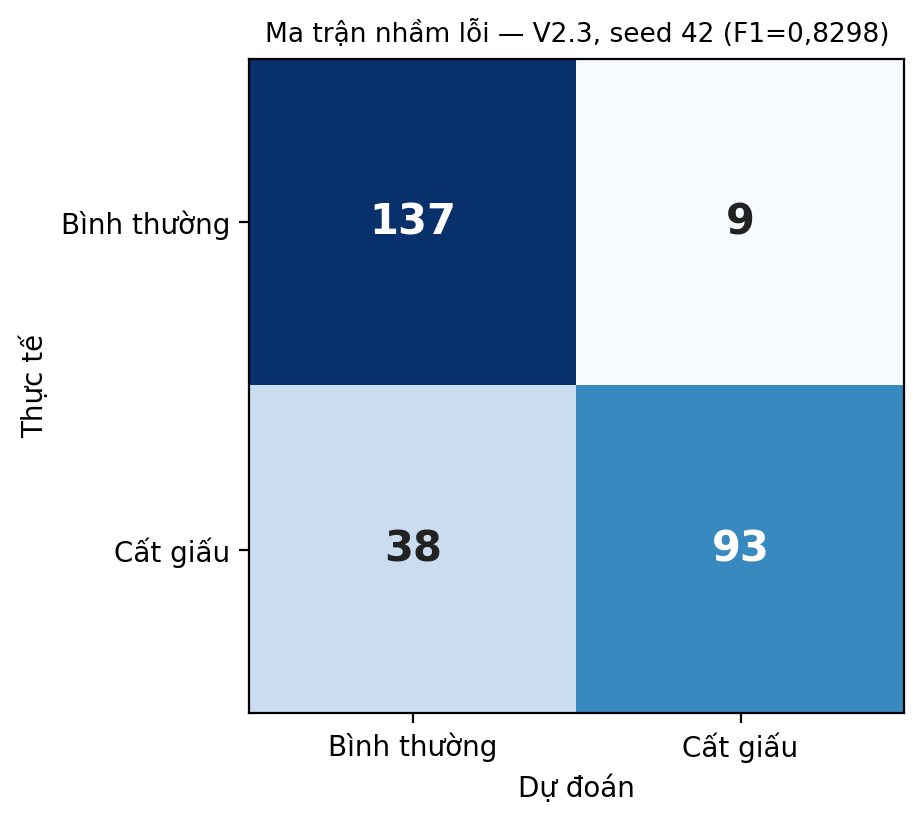 Ma trận nhầm lỗi — V2.3, seed 42 (F1=0,8298)
Bình thường
137
9
Thực tế
Cất giấu
38
93
Bình thường
Cất giấu
Dự đoán